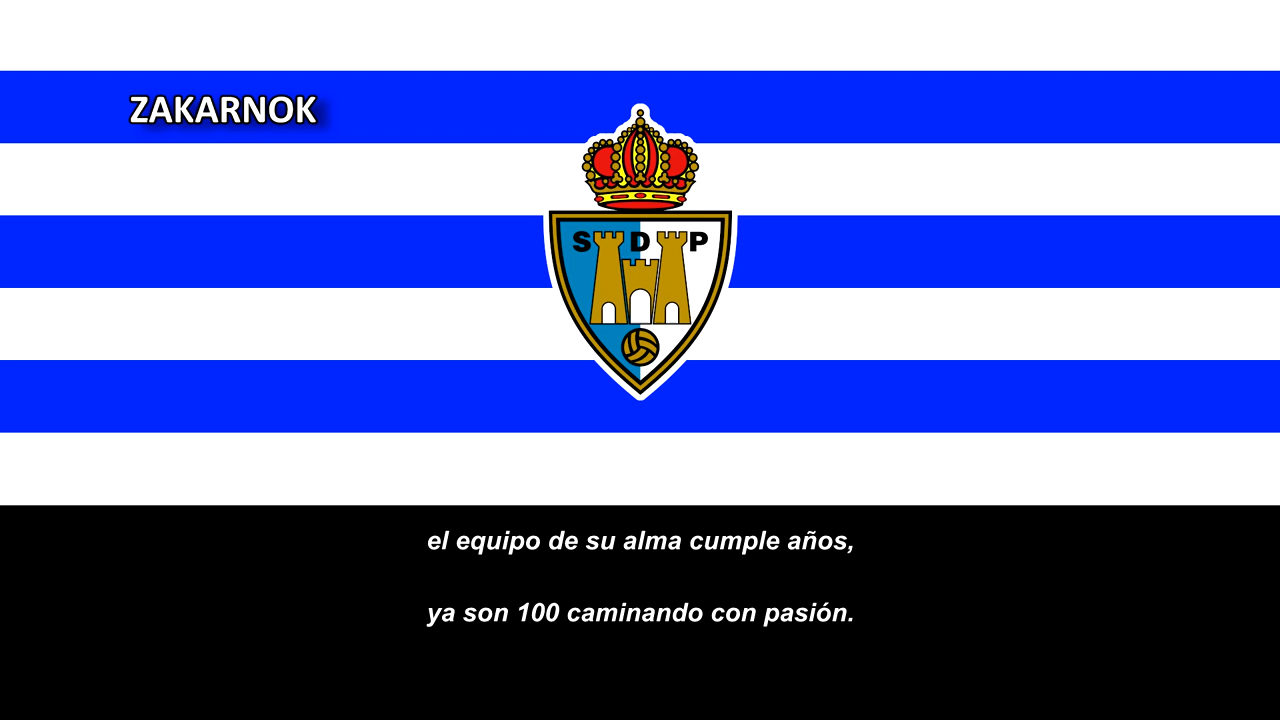 ZAKARNOK
S D P
el equipo de su alma cumple años,
ya son 100 caminando con pasión.